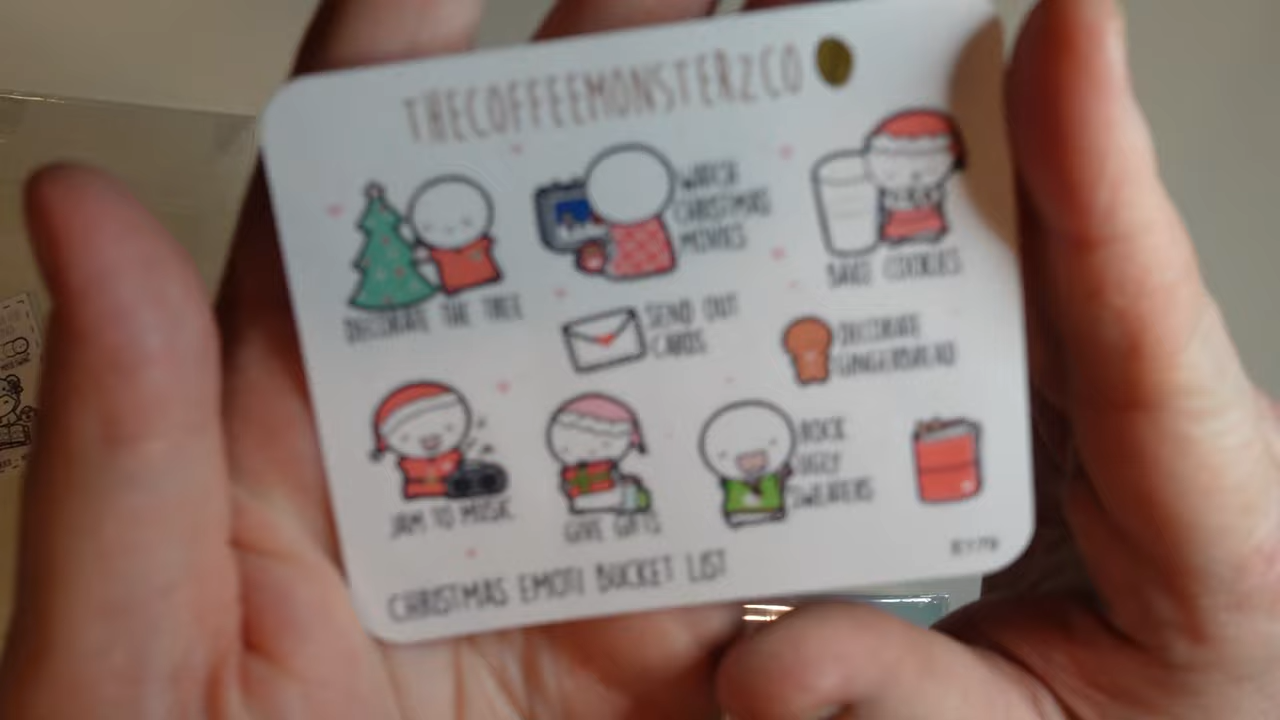 THECOFFEEMONSTERZCO
DECORATE THE TREE
WATCH
CHRISTMAS
MOVIES
BAKE COOKIES
SEND OUT
CARDS
DECORATE
GINGERBREAD
JAM TO MUSIC
GIVE GIFTS
ROCK
UGLY
SWEATERS
CHRISTMAS EMOTI BUCKET LIST